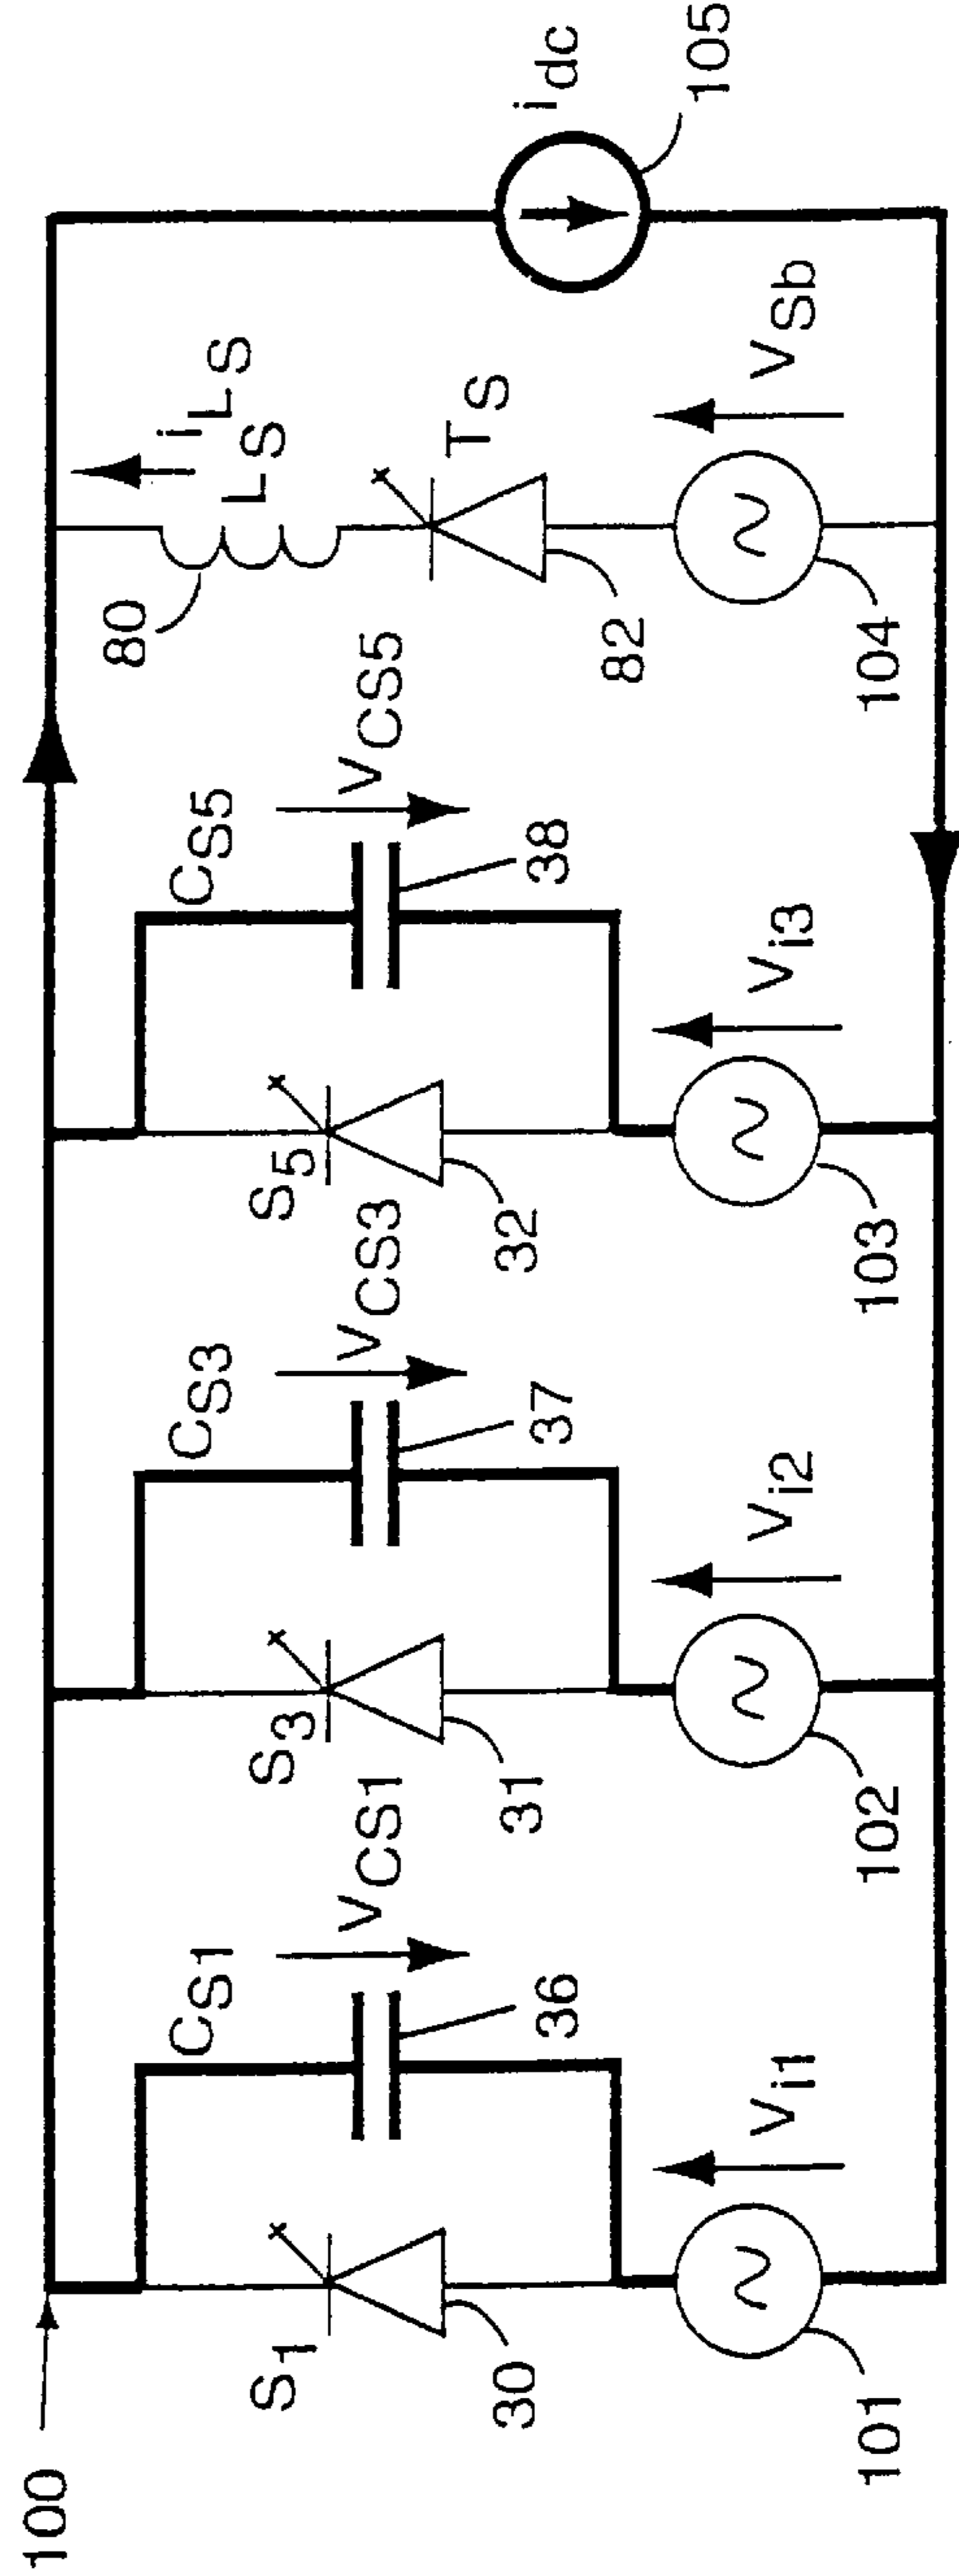 100
S1
30
101
CS1
VCS1
36
Vi1
S3
31
102
CS3
VCS3
37
Vi2
S5
32
103
CS5
VCS5
38
Vi3
80
LS
iLS
82
TS
104
VSb
idc
105